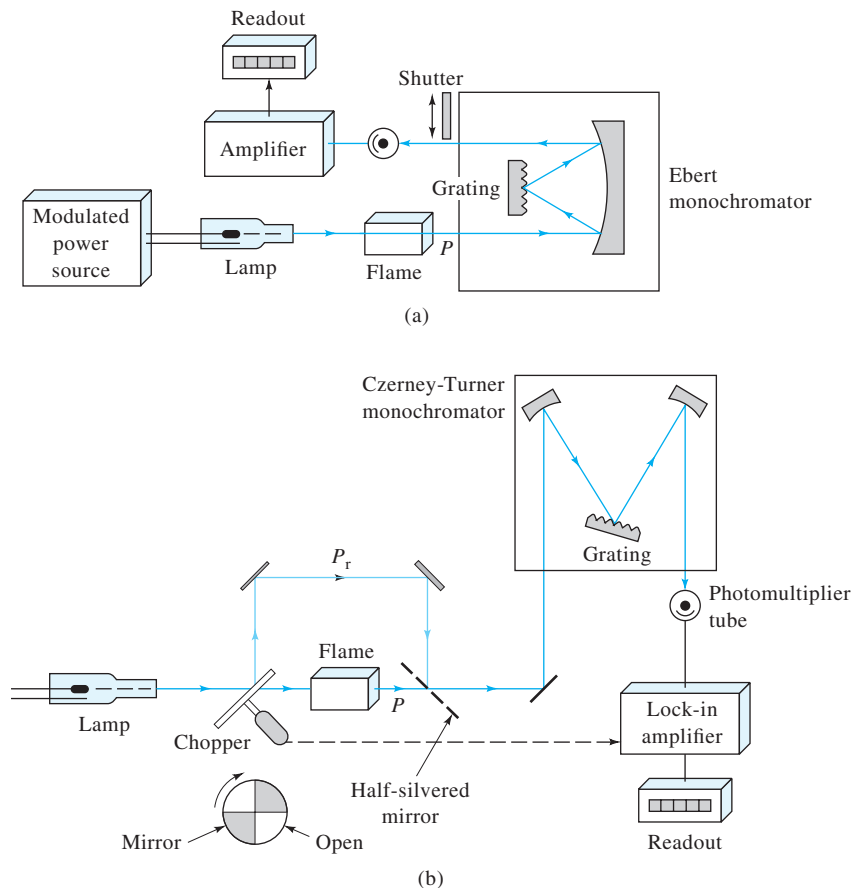 Readout
Shutter
Amplifier
Grating
Ebert
monochromator
Modulated
power
source
Lamp
Flame
P
(a)
Czerney-Turner
monochromator
Grating
Pr
Photomultiplier
tube
Flame
P
Lamp
Chopper
Lock-in
amplifier
Half-silvered
mirror
Mirror
Open
Readout
(b)